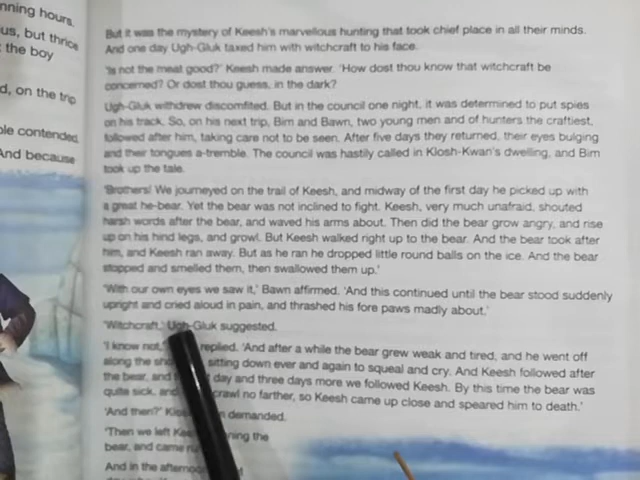 nning hours.
us, but thrice
the boy
d, on the trip
ble contended.
And because
But it was the mystery of Keesh's marvellous hunting that took chief place in all their minds.
And one day Ugh-Gluk taxed him with witchcraft to his face.
'Is not the meat good?' Keesh made answer. 'How dost thou know that witchcraft be
concerned? Or dost thou guess, in the dark?
Ugh-Gluk withdrew discomfited. But in the council one night, it was determined to put spies
on his track. So, on his next trip, Bim and Bawn, two young men and of hunters the craftiest,
followed after him, taking care not to be seen. After five days they returned, their eyes bulging
and their tongues a-tremble. The council was hastily called in Klosh-Kwan's dwelling, and Bim
took up the tale.
'Brothers! We journeyed on the trail of Keesh, and midway of the first day he picked up with
a great he-bear. Yet the bear was not inclined to fight. Keesh, very much unafraid, shouted
harsh words after the bear, and waved his arms about. Then did the bear grow angry, and rise
up on his hind legs, and growl. But Keesh walked right up to the bear. And the bear took after
him, and Keesh ran away. But as he ran he dropped little round balls on the ice. And the bear
stopped and smelled them, then swallowed them up.'
'With our own eyes we saw it,' Bawn affirmed. 'And this continued until the bear stood suddenly
upright and cried aloud in pain, and thrashed his fore paws madly about.'
'Witchcraft,' Ugh-Gluk suggested.
'I know not,' replied. 'And after a while the bear grew weak and tired, and he went off
along the sitting down ever and again to squeal and cry. And Keesh followed after
the bear, and day and three days more we followed Keesh. By this time the bear was
quite sick, and crawl no farther, so Keesh came up close and speared him to death.'
'And then?' demanded.
'Then we left ning the
bear, and came
And in the afternoon